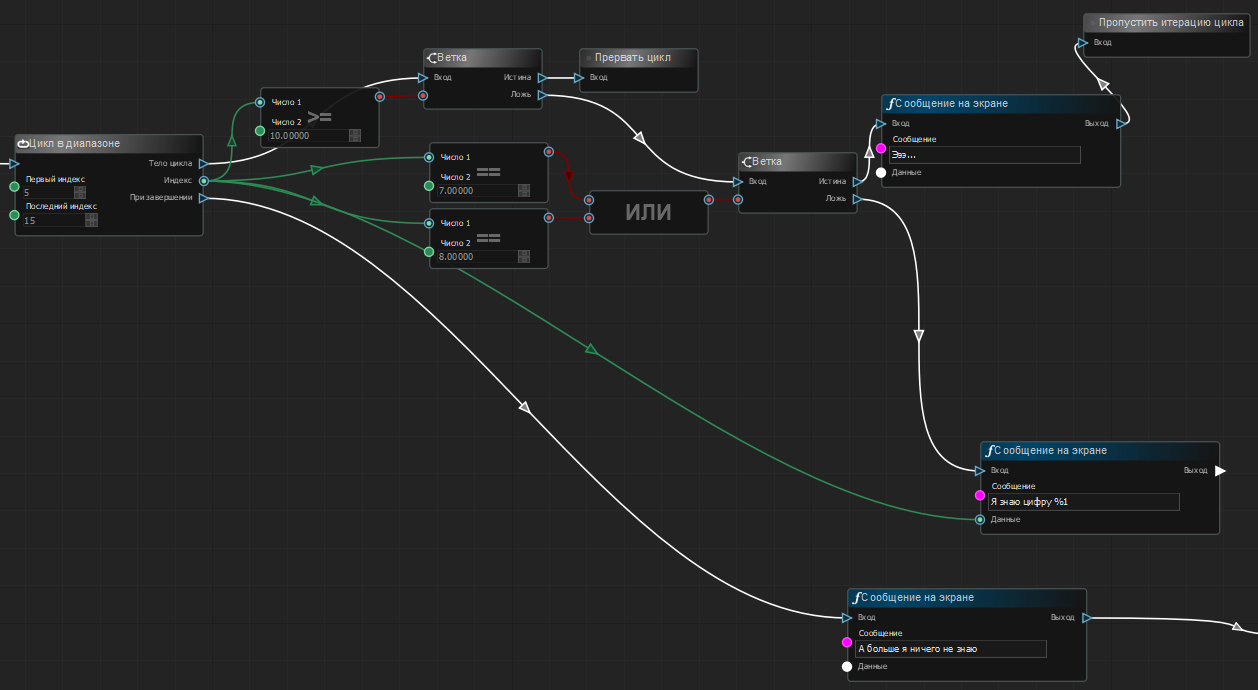 Пропустить итерацию цикла
Вход
Ветка
Вход
Истина
Ложь
Прервать цикл
Вход
Число 1
>=
Число 2
10.00000
Сообщение на экране
Вход
Выход
Сообщение
Эээ...
Данные
Цикл в диапазоне
Тело цикла
Первый индекс
Индекс
5
При завершении
Последний индекс
15
Число 1
==
Число 2
7.00000
Ветка
Вход
Истина
Ложь
ИЛИ
Число 1
==
Число 2
8.00000
Сообщение на экране
Вход
Выход
Сообщение
Я знаю цифру %1
Данные
Сообщение на экране
Вход
Выход
Сообщение
А больше я ничего не знаю
Данные